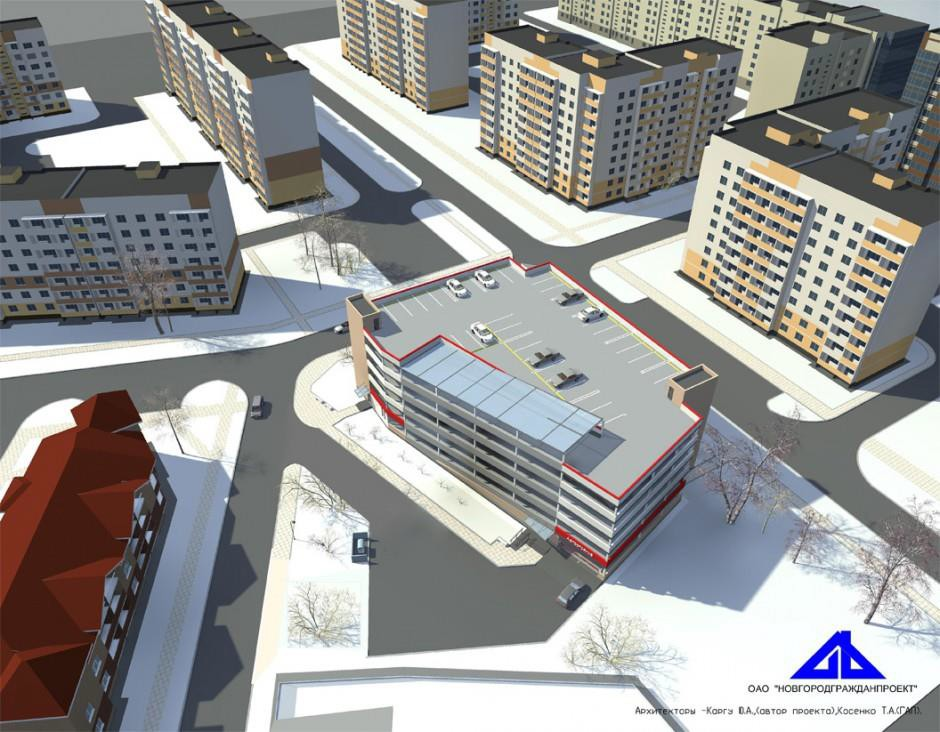 ОАО "НОВГОРОДГРАЖДАНПРОЕКТ"
Архитекторы -Каргу Ю.А.,(автор проекта),Косенко Т.А.(ГАП).